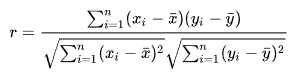 r = \frac{\sum_{i=1}^{n}(x_i - \bar{x})(y_i - \bar{y})}{\sqrt{\sum_{i=1}^{n}(x_i - \bar{x})^2}\sqrt{\sum_{i=1}^{n}(y_i - \bar{y})^2}}